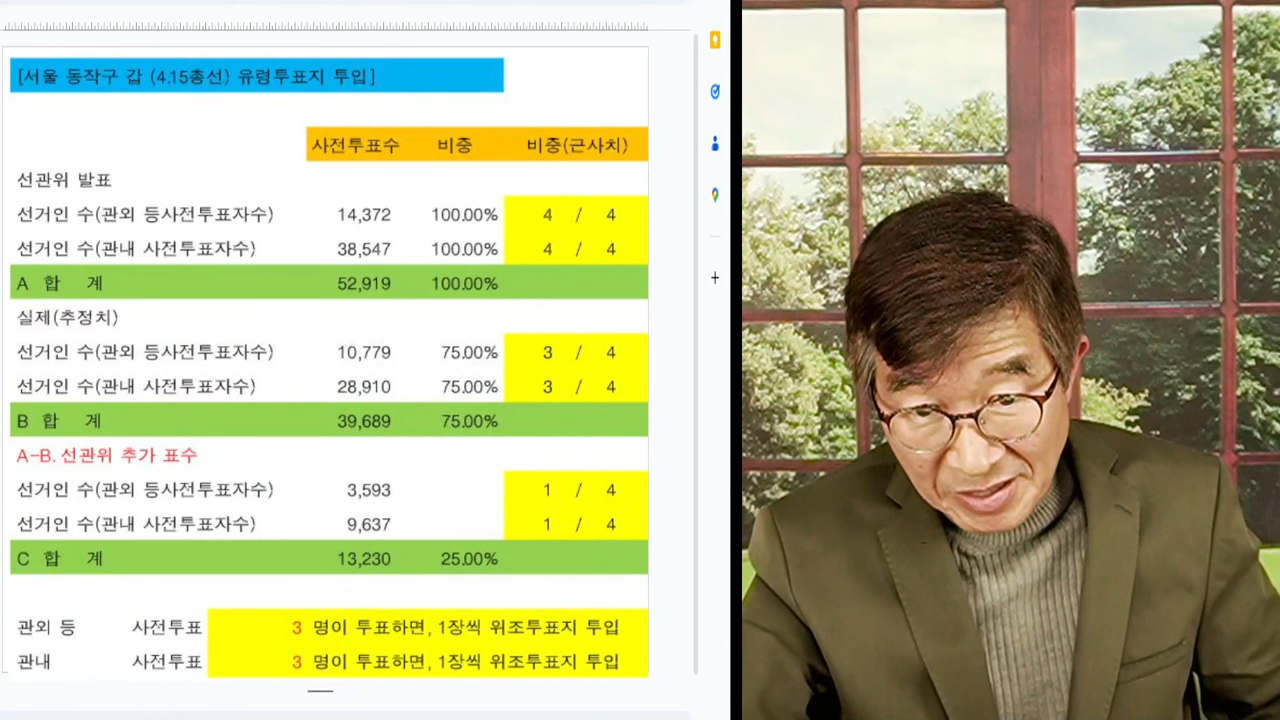 [서울 동작구 갑 (4.15총선) 유령투표지 투입]
사전투표수 비중 비중(근사치)
선관위 발표
선거인 수(관외 등사전투표자수) 14,372 100.00% 4 / 4
선거인 수(관내 사전투표자수) 38,547 100.00% 4 / 4
A 합 계 52,919 100.00%
실제(추정치)
선거인 수(관외 등사전투표자수) 10,779 75.00% 3 / 4
선거인 수(관내 사전투표자수) 28,910 75.00% 3 / 4
B 합 계 39,689 75.00%
A-B. 선관위 추가 표수
선거인 수(관외 등사전투표자수) 3,593 1 / 4
선거인 수(관내 사전투표자수) 9,637 1 / 4
C 합 계 13,230 25.00%
관외 등 사전투표 3 명이 투표하면, 1장씩 위조투표지 투입
관내 사전투표 3 명이 투표하면, 1장씩 위조투표지 투입